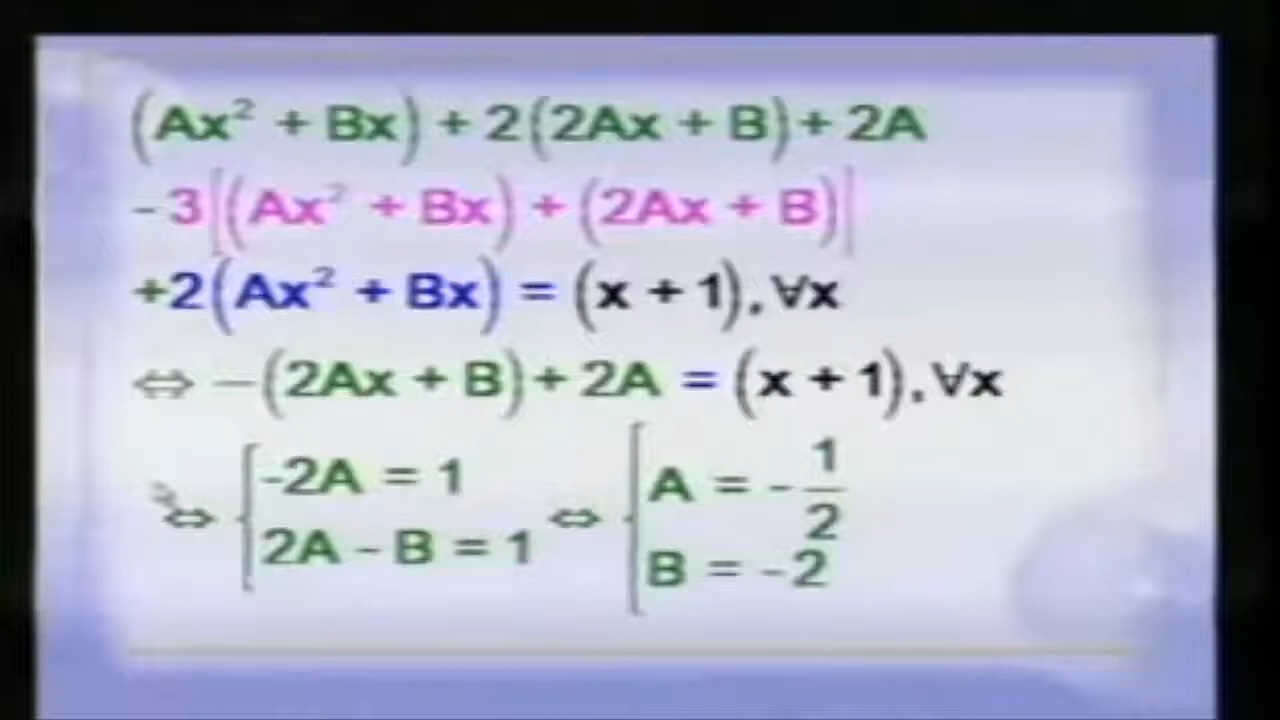 (Ax² + Bx) + 2(2Ax + B) + 2A
- 3[(Ax² + Bx) + (2Ax + B)]
+2(Ax² + Bx) = (x + 1), ∀x
⇔ −(2Ax + B) + 2A = (x + 1), ∀x
⇔ { -2A = 1 ⇔ { A = - 1/2
2A - B = 1 B = -2